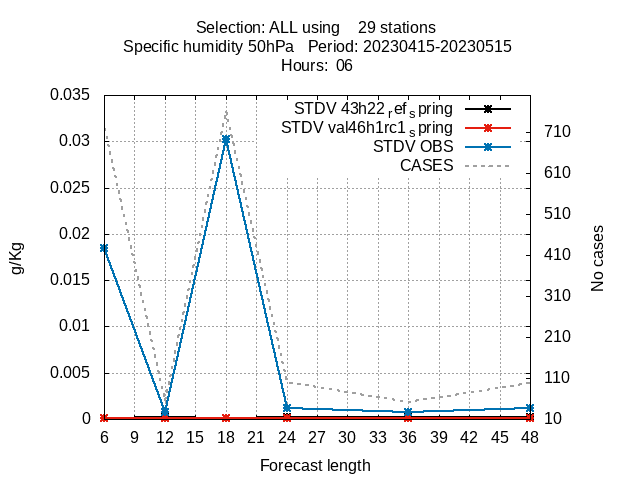 Selection: ALL using    29 stations
Specific humidity 50hPa   Period: 20230415-20230515
Hours:  06
STDV 43h22ref_spring
STDV val46h1rc1_spring
STDV OBS
CASES
0.035
0.03
0.025
0.02
0.015
0.01
0.005
0
g/Kg
710
610
510
410
310
210
110
10
No cases
6 9 12 15 18 21 24 27 30 33 36 39 42 45 48
Forecast length